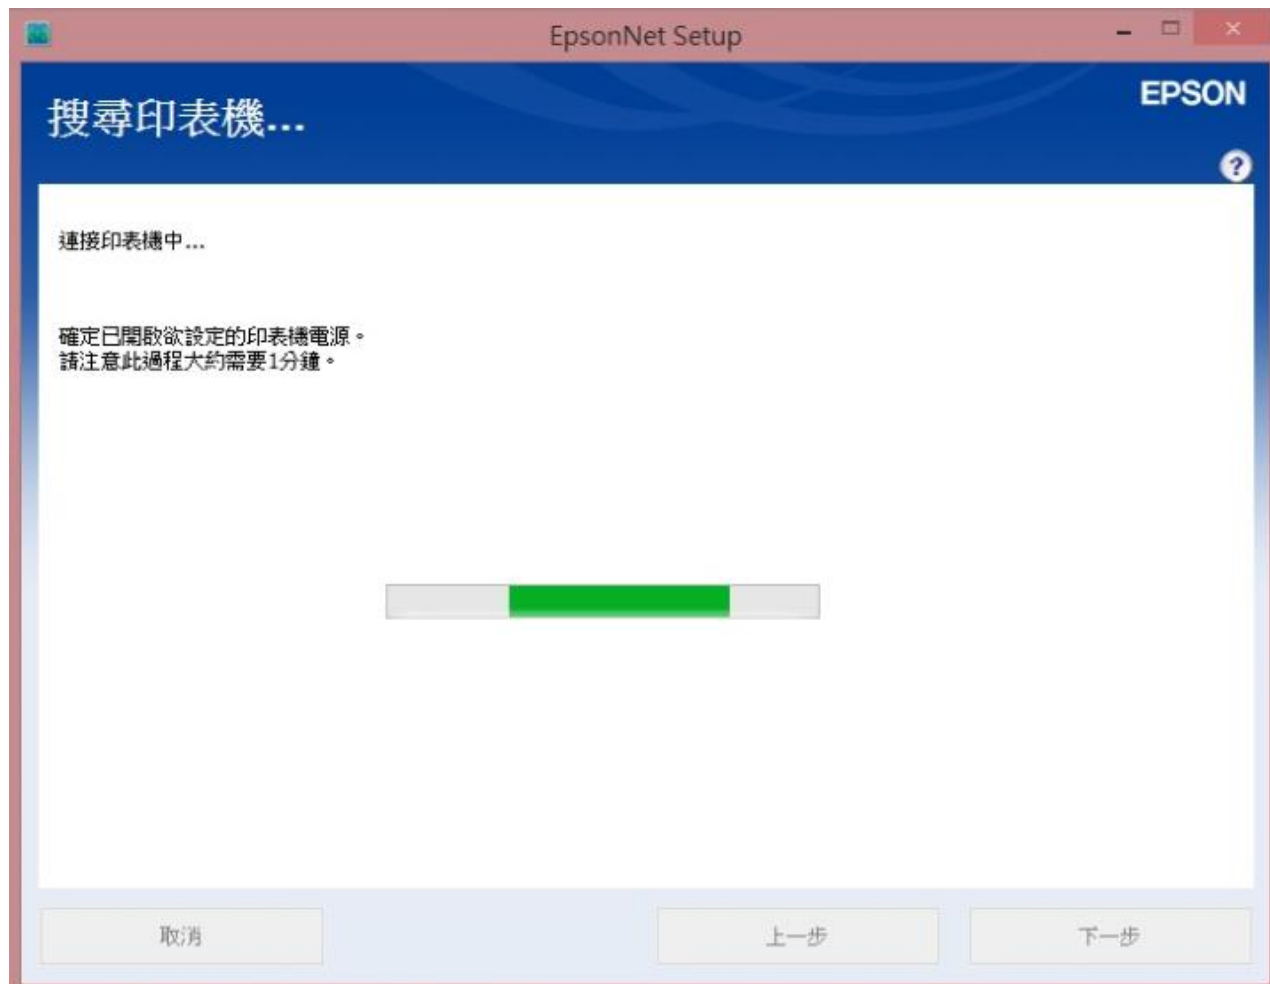 EpsonNet Setup
EPSON
搜尋印表機...
?
連接印表機中...
確定已開啟欲設定的印表機電源。
請注意此過程大約需要1分鐘。
取消
上一步
下一步